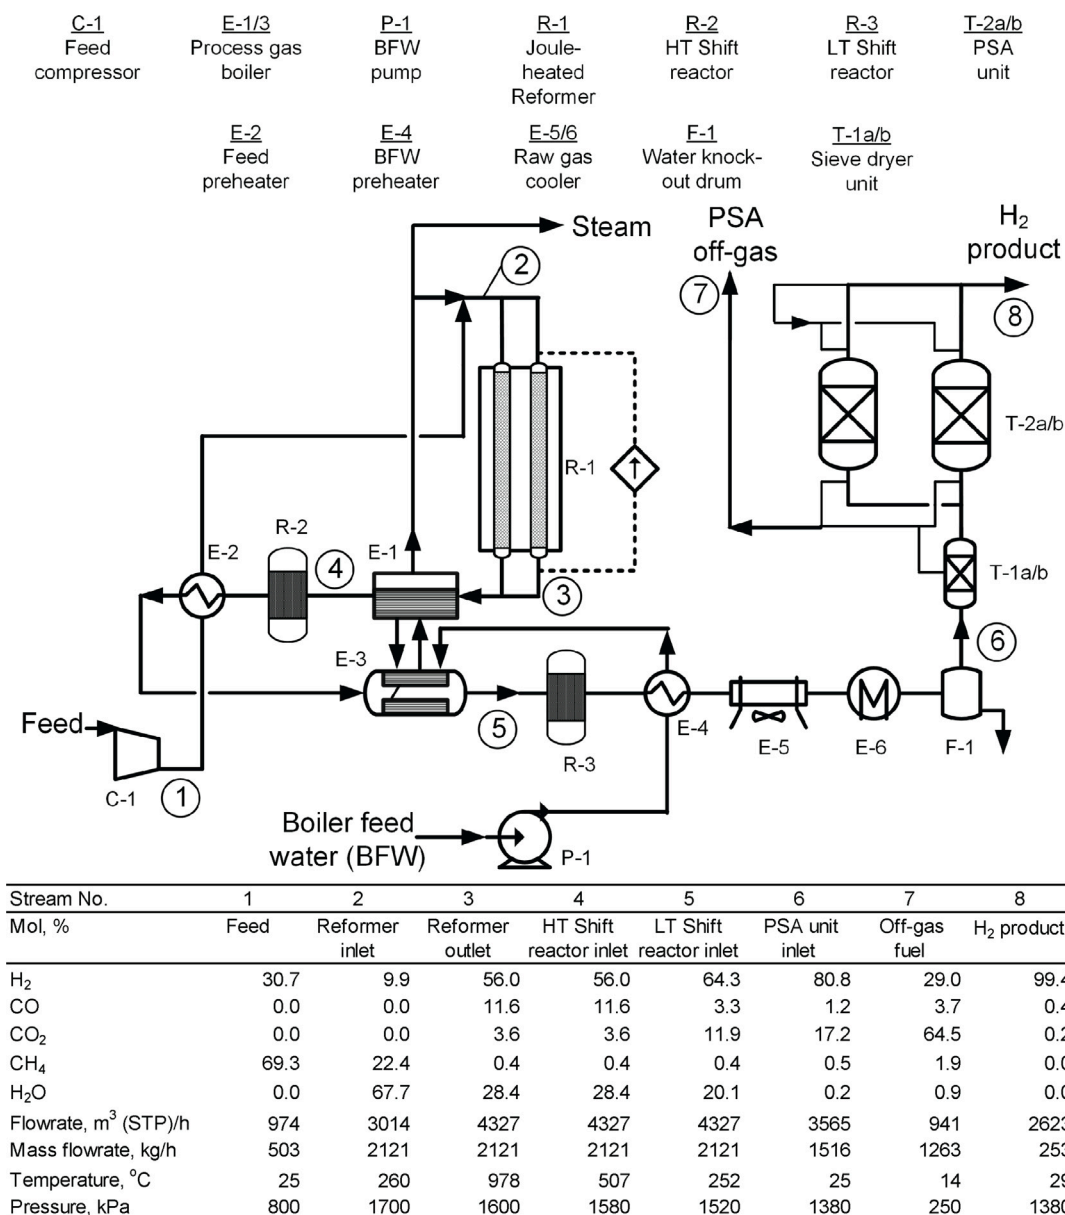 C-1 E-1/3 P-1 R-1 R-2 R-3 T-2a/b
Feed Process gas BFW Joule- HT Shift LT Shift PSA
compressor boiler pump heated reactor reactor unit
Reformer
E-2 E-4 E-5/6 F-1 T-1a/b
Feed BFW Raw gas Water knock- Sieve dryer
preheater preheater cooler out drum unit
PSA
off-gas
H2
product
Steam
2
7
8
T-2a/b
R-1
R-2
E-2
4
E-1
3
T-1a/b
6
E-3
5
R-3
E-4
E-5
E-6
F-1
Feed
C-1
1
Boiler feed
water (BFW)
P-1
Stream No. 1 2 3 4 5 6 7 8
Mol, % Feed Reformer Reformer HT Shift LT Shift PSA unit Off-gas H2 product
inlet outlet reactor inlet reactor inlet inlet fuel
H2 30.7 9.9 56.0 56.0 64.3 80.8 29.0 99.4
CO 0.0 0.0 11.6 11.6 3.3 1.2 3.7 0.4
CO2 0.0 0.0 3.6 3.6 11.9 17.2 64.5 0.2
CH4 69.3 22.4 0.4 0.4 0.4 0.5 1.9 0.0
H2O 0.0 67.7 28.4 28.4 20.1 0.2 0.9 0.0
Flowrate, m3 (STP)/h 974 3014 4327 4327 4327 3565 941 2623
Mass flowrate, kg/h 503 2121 2121 2121 2121 1516 1263 253
Temperature, oC 25 260 978 507 252 25 14 29
Pressure, kPa 800 1700 1600 1580 1520 1380 250 1380